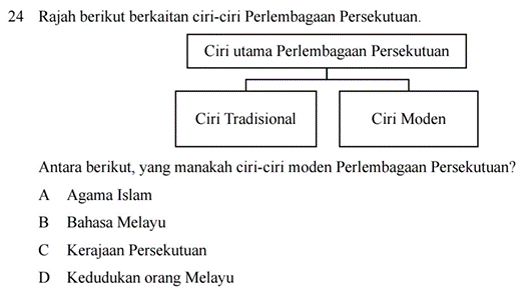 24 Rajah berikut berkaitan ciri-ciri Perlembagaan Persekutuan.
Ciri utama Perlembagaan Persekutuan
Ciri Tradisional
Ciri Moden
Antara berikut, yang manakah ciri-ciri moden Perlembagaan Persekutuan?
A Agama Islam
B Bahasa Melayu
C Kerajaan Persekutuan
D Kedudukan orang Melayu